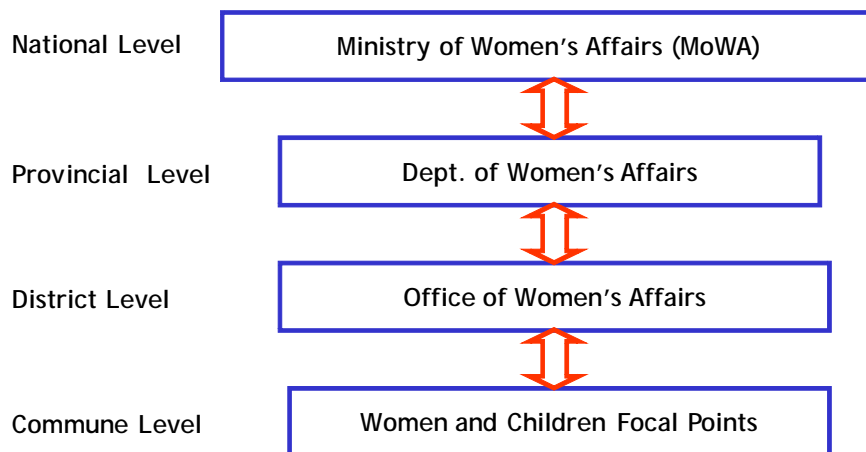 National Level
Ministry of Women's Affairs (MoWA)
Provincial Level
Dept. of Women's Affairs
District Level
Office of Women's Affairs
Commune Level
Women and Children Focal Points